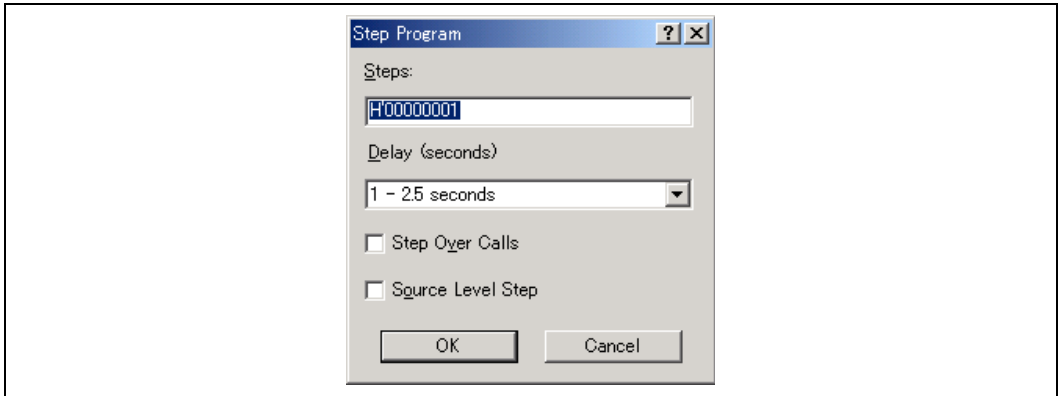 Step Program
Steps:
H'00000001
Delay (seconds)
1 - 2.5 seconds
Step Over Calls
Source Level Step
OK
Cancel